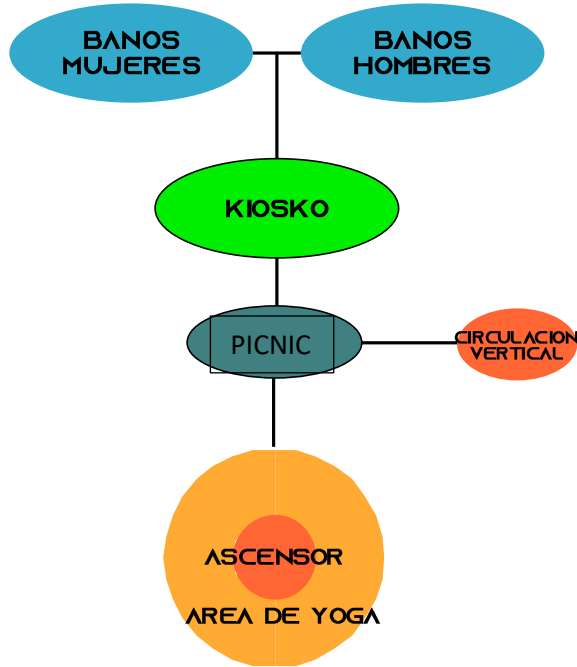 BANOS
MUJERES
BANOS
HOMBRES
KIOSKO
PICNIC
CIRCULACION
VERTICAL
ASCENSOR
AREA DE YOGA